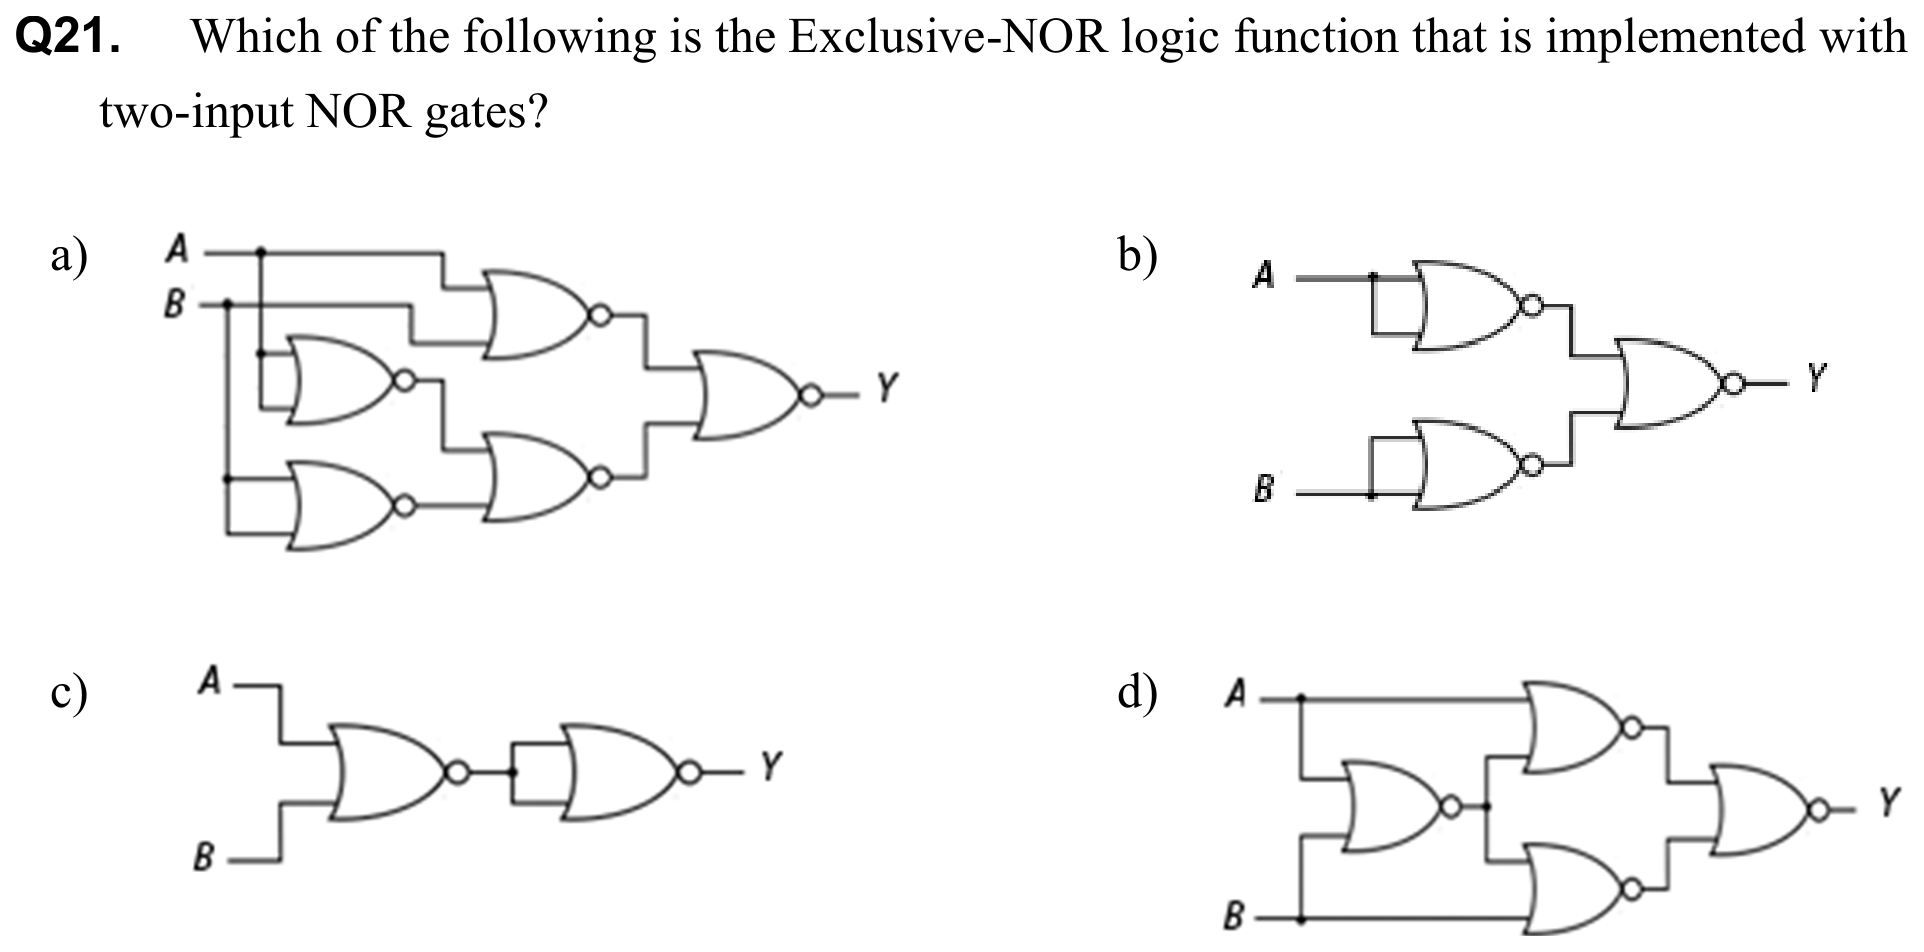 Q21. Which of the following is the Exclusive-NOR logic function that is implemented with
two-input NOR gates?
a) A B Y
b) A B Y
c) A B Y
d) A B Y